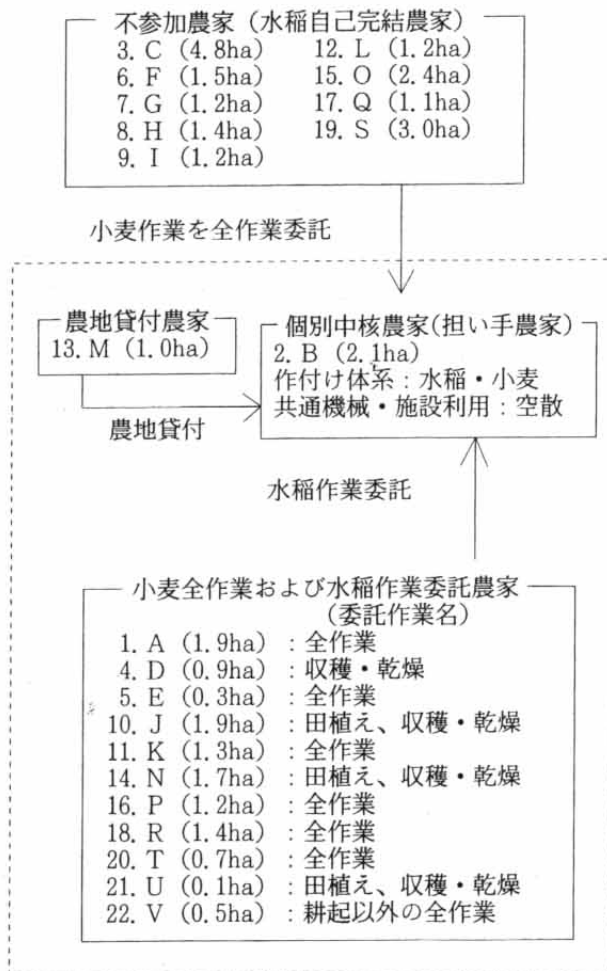 不参加農家（水稲自己完結農家）
3. C (4.8ha)　12. L (1.2ha)
6. F (1.5ha)　15. O (2.4ha)
7. G (1.2ha)　17. Q (1.1ha)
8. H (1.4ha)　19. S (3.0ha)
9. I (1.2ha)
小麦作業を全作業委託
農地貸付農家
13. M (1.0ha)
農地貸付
個別中核農家(担い手農家)
2. B (2.1ha)
作付け体系：水稲・小麦
共通機械・施設利用：空散
水稲作業委託
小麦全作業および水稲作業委託農家
（委託作業名）
1. A (1.9ha)：全作業
4. D (0.9ha)：収穫・乾燥
5. E (0.3ha)：全作業
10. J (1.9ha)：田植え、収穫・乾燥
11. K (1.3ha)：全作業
14. N (1.7ha)：田植え、収穫・乾燥
16. P (1.2ha)：全作業
18. R (1.4ha)：全作業
20. T (0.7ha)：全作業
21. U (0.1ha)：田植え、収穫・乾燥
22. V (0.5ha)：耕起以外の全作業